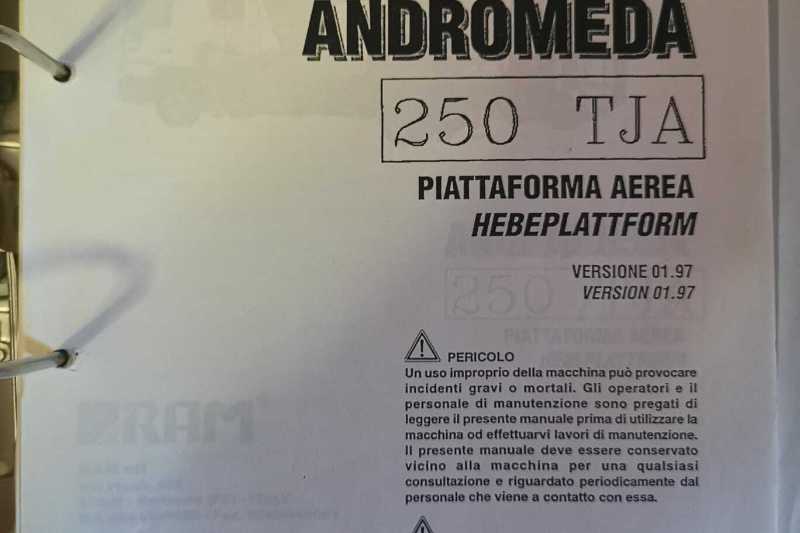 ANDROMEDA
250 TJA
PIATTAFORMA AEREA
HEBEPLATTFORM
VERSIONE 01.97
VERSION 01.97
PERICOLO
Un uso improprio della macchina può provocare
incidenti gravi o mortali. Gli operatori e il
personale di manutenzione sono pregati di
leggere il presente manuale prima di utilizzare la
macchina od effettuarvi lavori di manutenzione.
Il presente manuale deve essere conservato
vicino alla macchina per una qualsiasi
consultazione e riguardato periodicamente dal
personale che viene a contatto con essa.
RAM